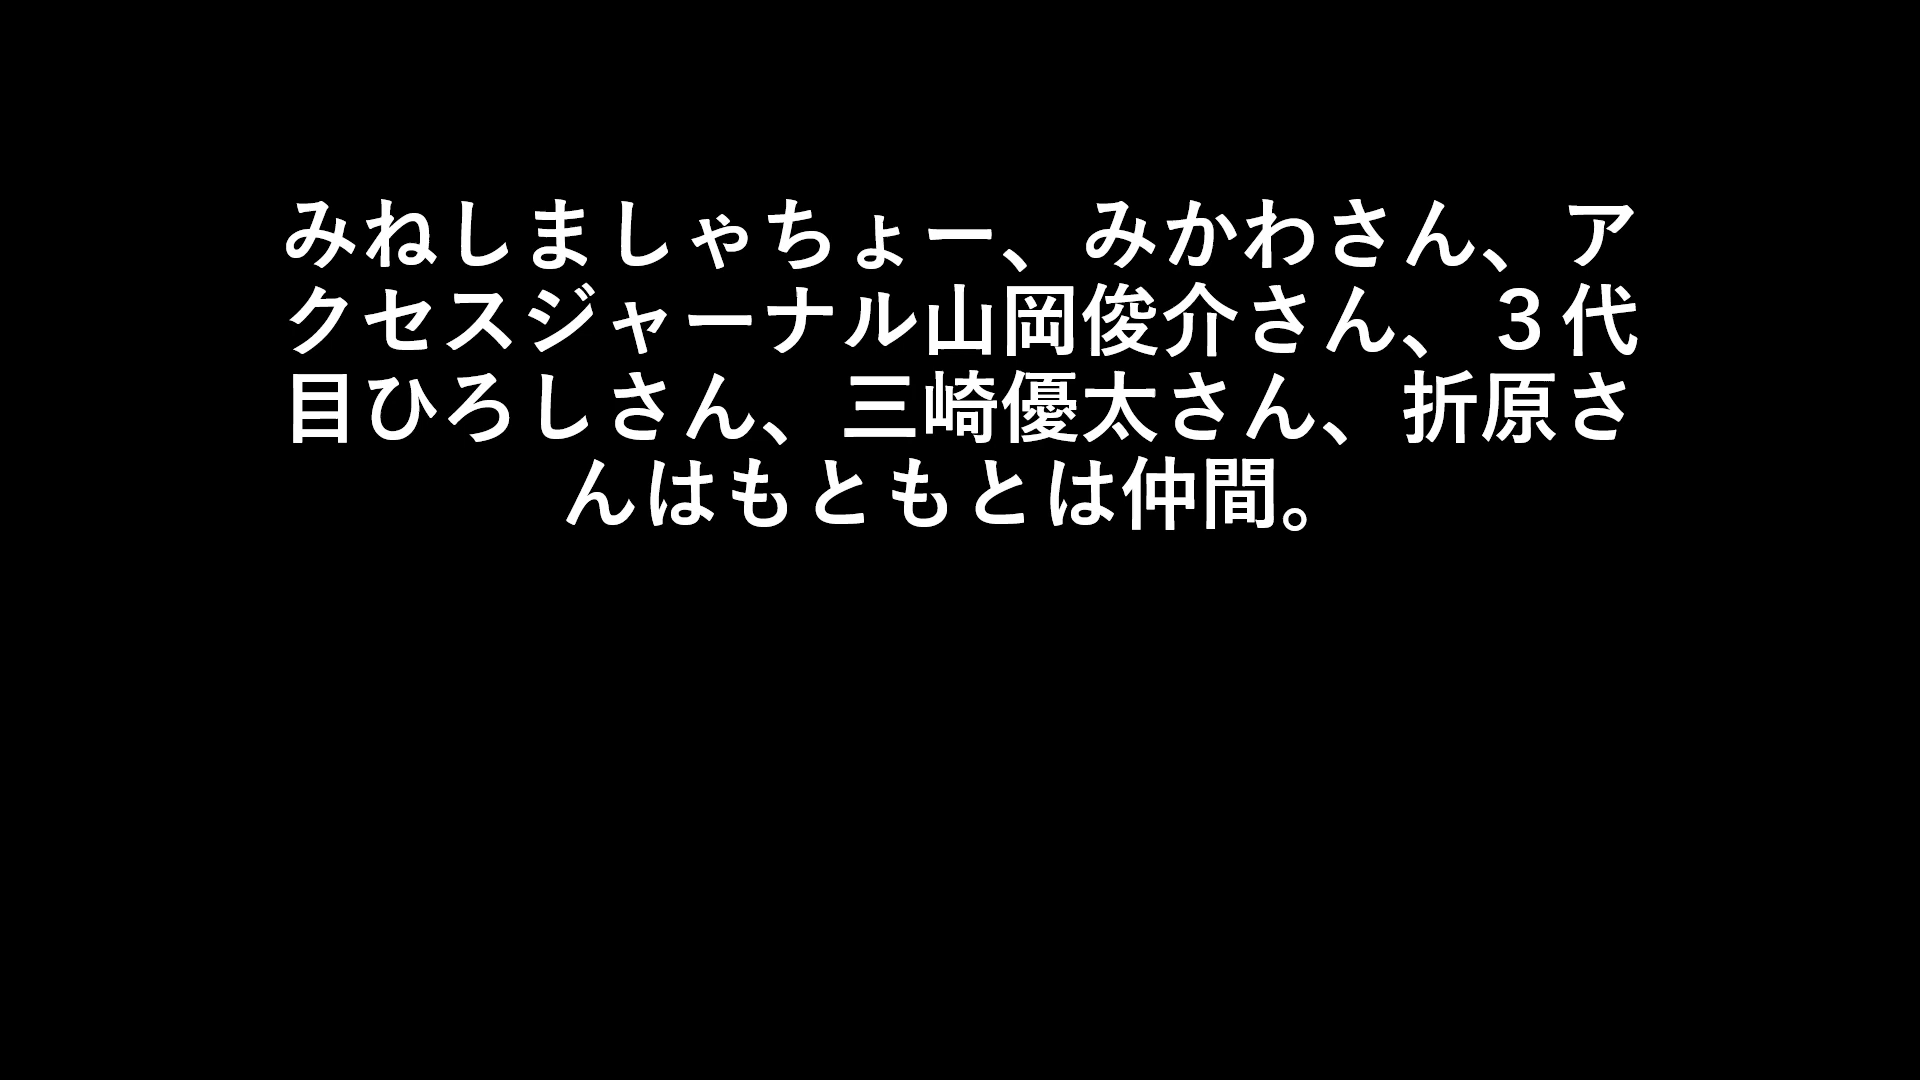 みねしましゃちょー、みかわさん、ア
クセスジャーナル山岡俊介さん、３代
目ひろしさん、三崎優太さん、折原さ
んはもともとは仲間。